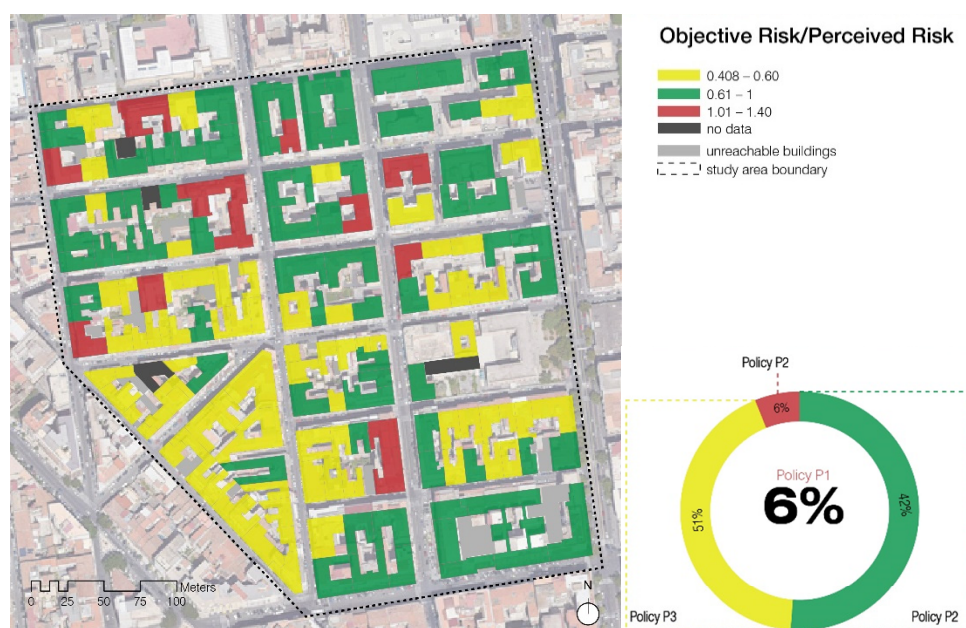 Objective Risk/Perceived Risk
0.408 – 0.60
0.61 – 1
1.01 – 1.40
no data
unreachable buildings
study area boundary
Policy P2
6%
Policy P1
6%
51%
42%
Policy P3
Policy P2
Meters
0 25 50 75 100
N